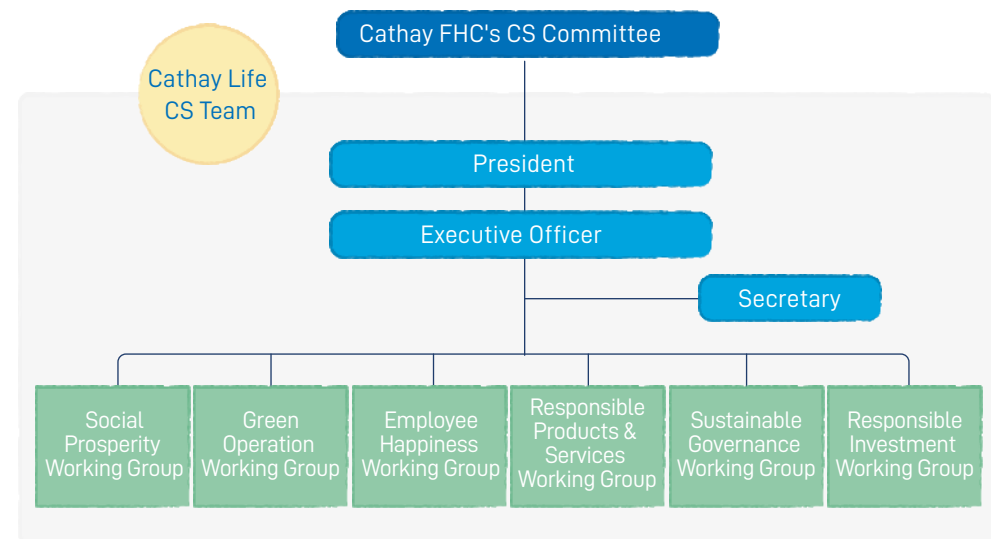 Cathay FHC's CS Committee
Cathay Life
CS Team
President
Executive Officer
Secretary
Social
Prosperity
Working Group
Green
Operation
Working Group
Employee
Happiness
Working Group
Responsible
Products &
Services
Working Group
Sustainable
Governance
Working Group
Responsible
Investment
Working Group